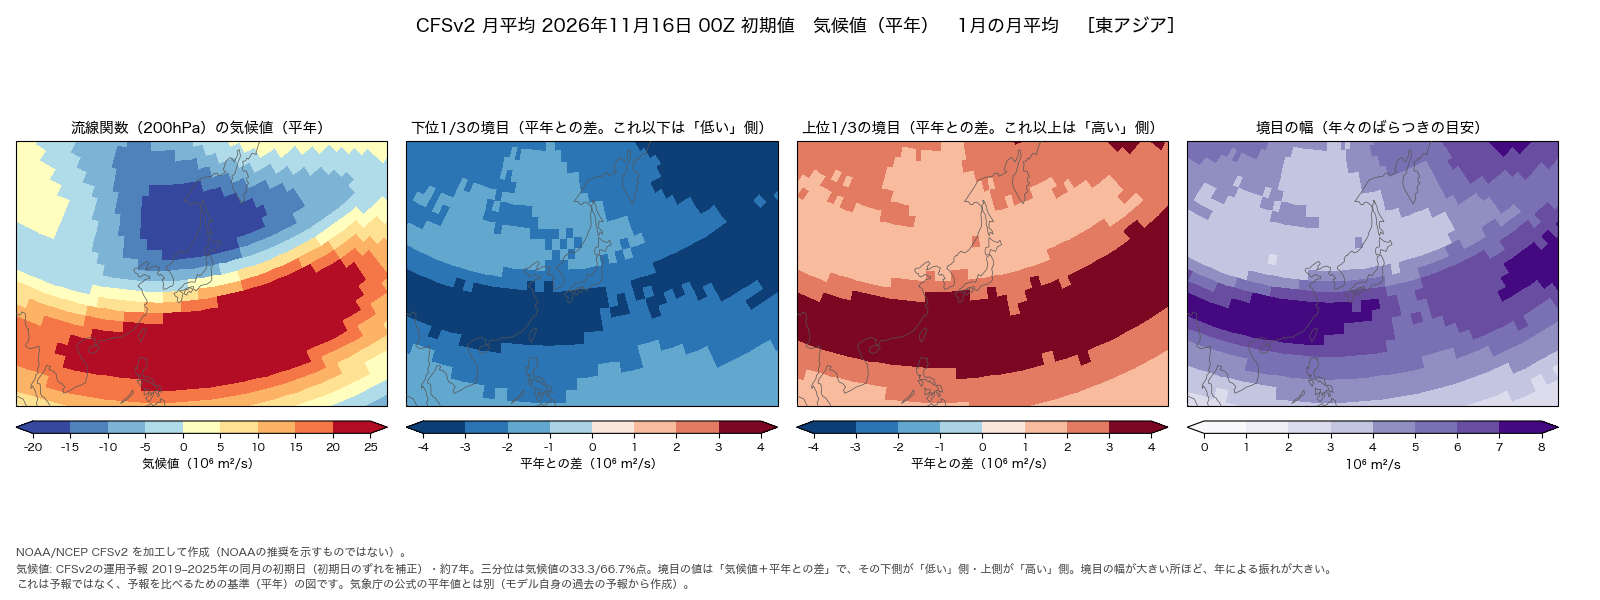 CFSv2 月平均 2026年11月16日 00Z 初期値　気候値（平年）　1月の月平均　［東アジア］
流線関数（200hPa）の気候値（平年）
下位1/3の境目（平年との差。これ以下は「低い」側）
上位1/3の境目（平年との差。これ以上は「高い」側）
境目の幅（年々のばらつきの目安）
-20 -15 -10 -5 0 5 10 15 20 25
-4 -3 -2 -1 0 1 2 3 4
-4 -3 -2 -1 0 1 2 3 4
0 1 2 3 4 5 6 7 8
気候値（10⁶ m²/s）
平年との差（10⁶ m²/s）
平年との差（10⁶ m²/s）
10⁶ m²/s
NOAA/NCEP CFSv2 を加工して作成（NOAAの推奨を示すものではない）。
気候値: CFSv2の運用予報 2019–2025年の同月の初期日（初期日のずれを補正）・約7年。三分位は気候値の33.3/66.7%点。境目の値は「気候値＋平年との差」で、その下側が「低い」側・上側が「高い」側。境目の幅が大きい所ほど、年による振れが大きい。
これは予報ではなく、予報を比べるための基準（平年）の図です。気象庁の公式の平年値とは別（モデル自身の過去の予報から作成）。